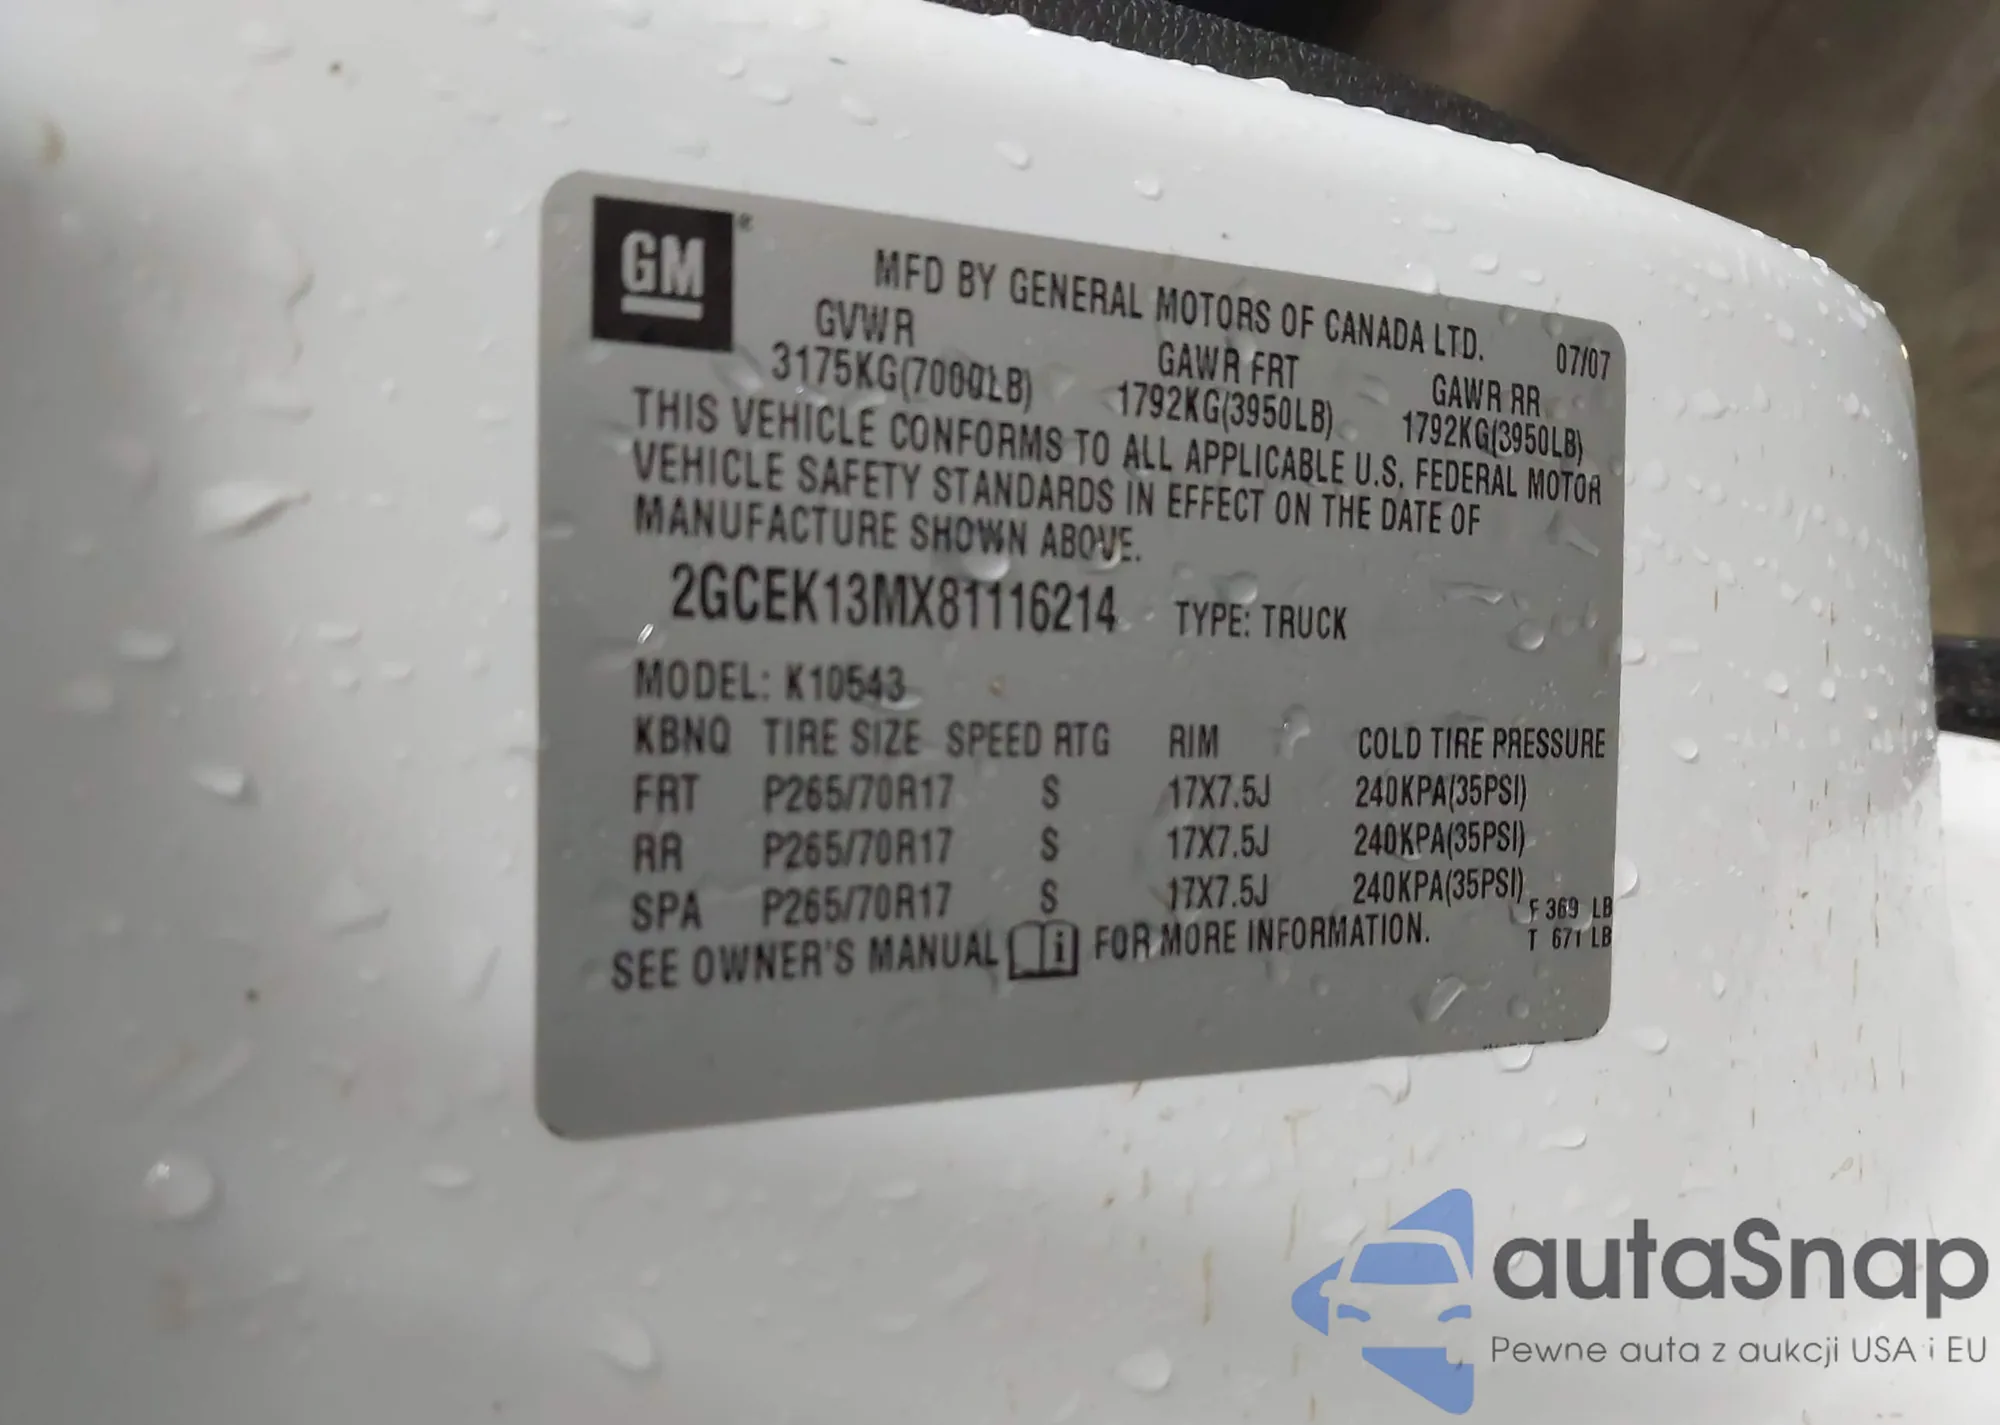 GM®
MFD BY GENERAL MOTORS OF CANADA LTD.
07/07
GVWR GAWR FRT GAWR RR
3175KG(7000LB) 1792KG(3950LB) 1792KG(3950LB)
THIS VEHICLE CONFORMS TO ALL APPLICABLE U.S. FEDERAL MOTOR
VEHICLE SAFETY STANDARDS IN EFFECT ON THE DATE OF
MANUFACTURE SHOWN ABOVE.
2GCEK13MX81116214 TYPE: TRUCK
MODEL: K10543
KBNQ TIRE SIZE SPEED RTG RIM COLD TIRE PRESSURE
FRT P265/70R17 S 17X7.5J 240KPA(35PSI)
RR P265/70R17 S 17X7.5J 240KPA(35PSI)
SPA P265/70R17 S 17X7.5J 240KPA(35PSI)
F 369 LB
T 671 LB
SEE OWNER'S MANUAL i FOR MORE INFORMATION.
autaSnap
Pewne auta z aukcji USA i EU